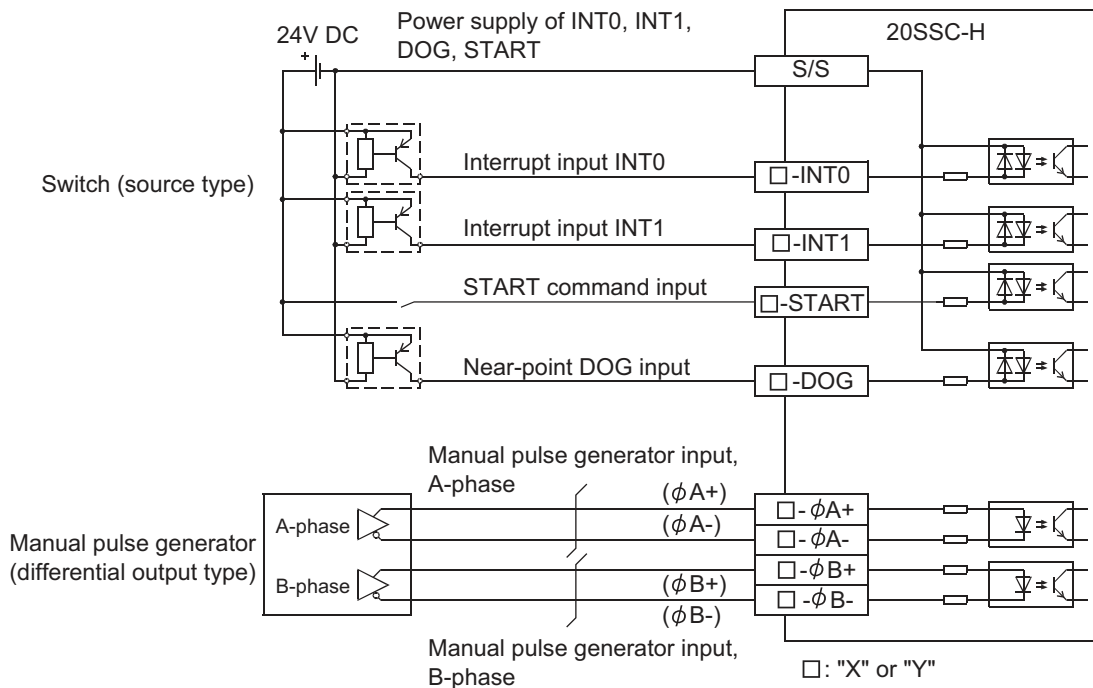 24V DC
+
Power supply of INT0, INT1,
DOG, START
20SSC-H
S/S
Switch (source type)
Interrupt input INT0
□-INT0
Interrupt input INT1
□-INT1
START command input
□-START
Near-point DOG input
□-DOG
Manual pulse generator input,
A-phase
Manual pulse generator
(differential output type)
A-phase
B-phase
(ϕA+)
(ϕA-)
(ϕB+)
(ϕB-)
□-ϕA+
□-ϕA-
□-ϕB+
□-ϕB-
Manual pulse generator input,
B-phase
□: "X" or "Y"